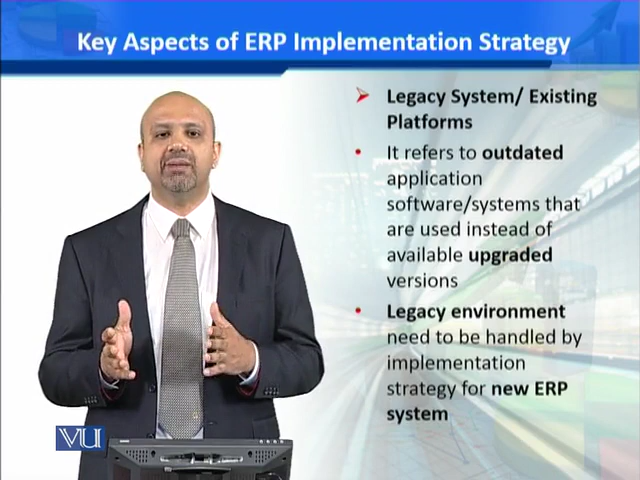 Key Aspects of ERP Implementation Strategy
Legacy System/ Existing
Platforms
It refers to outdated
application
software/systems that
are used instead of
available upgraded
versions
Legacy environment
need to be handled by
implementation
strategy for new ERP
system
VU